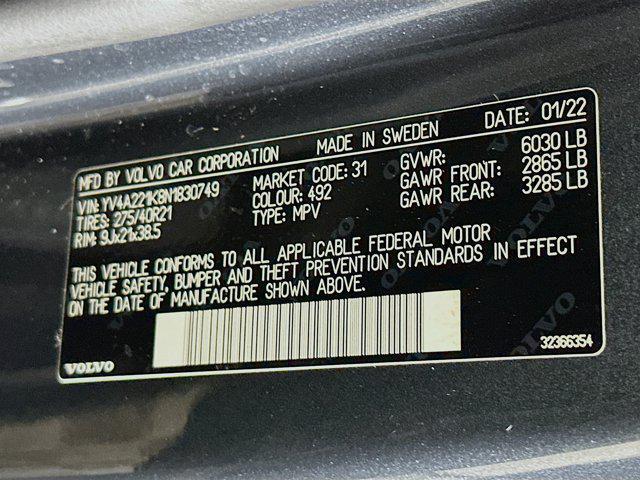 MFD BY VOLVO CAR CORPORATION MADE IN SWEDEN DATE: 01/22
VIN: YV4A221K8N1830749 MARKET CODE: 31 GVWR: 6030 LB
TIRES: 275/40R21 COLOUR: 492 GAWR FRONT: 2865 LB
RIM: 9Jx21x38.5 TYPE: MPV GAWR REAR: 3285 LB
THIS VEHICLE CONFORMS TO ALL APPLICABLE FEDERAL MOTOR
VEHICLE SAFETY, BUMPER AND THEFT PREVENTION STANDARDS IN EFFECT
ON THE DATE OF MANUFACTURE SHOWN ABOVE.
VOLVO 32366354